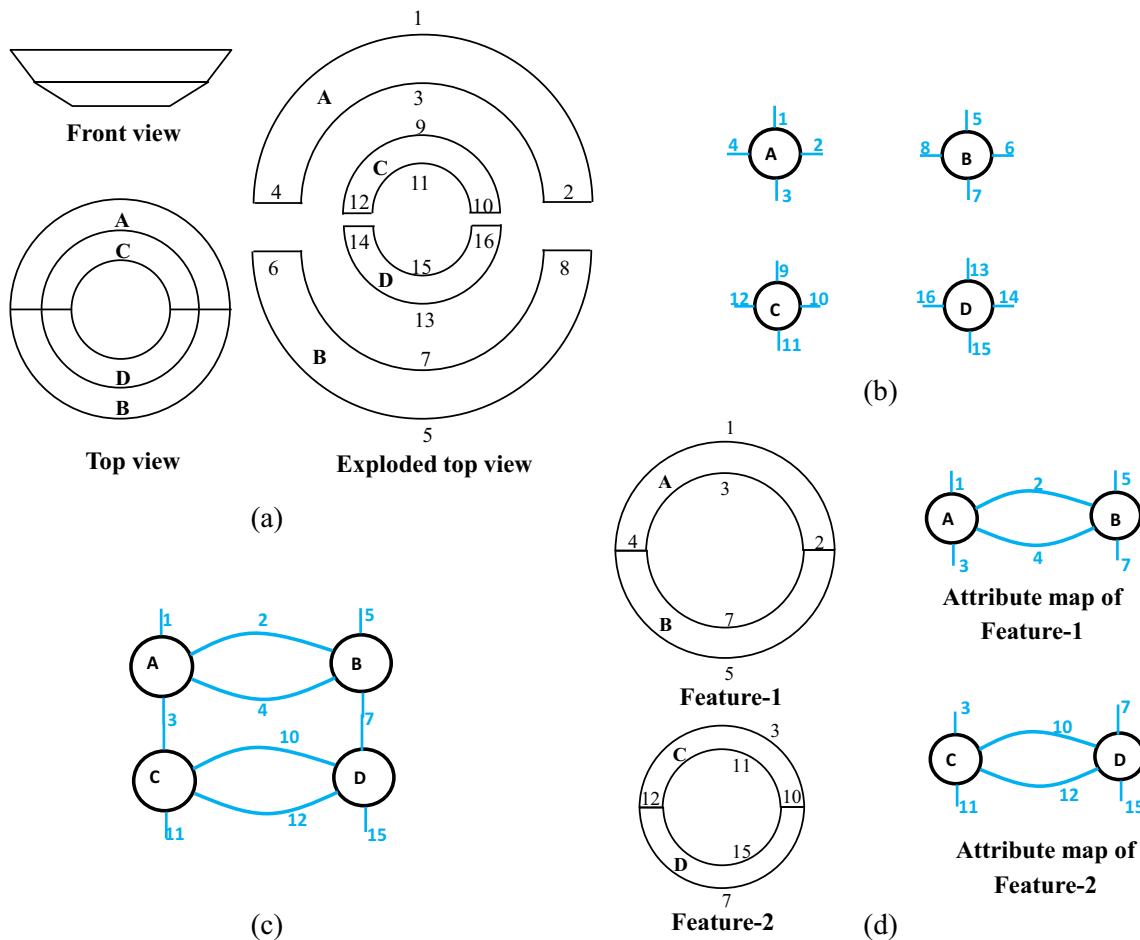 Front view
A
C
D
B
Top view
1
A
3
9
C
11
4
12
10
2
14
16
6
15
8
D
13
7
B
5
Exploded top view
(a)
1
4 A 2
3
5
8 B 6
7
9
12 C 10
11
13
16 D 14
15
(b)
1 2 5
A B
4
3 7
10
C D
12
11 15
(c)
1
A
3
4 2
7
B
5
Feature-1
1 2 5
A B
3 4 7
Attribute map of
Feature-1
3
C
11
12 10
15
D
7
Feature-2
3 10 7
C D
11 12 15
Attribute map of
Feature-2
(d)